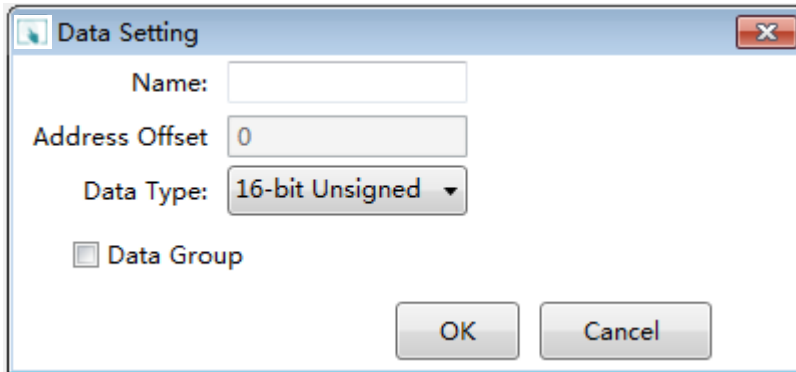 Data Setting
Name:
Address Offset 0
Data Type: 16-bit Unsigned
Data Group
OK Cancel